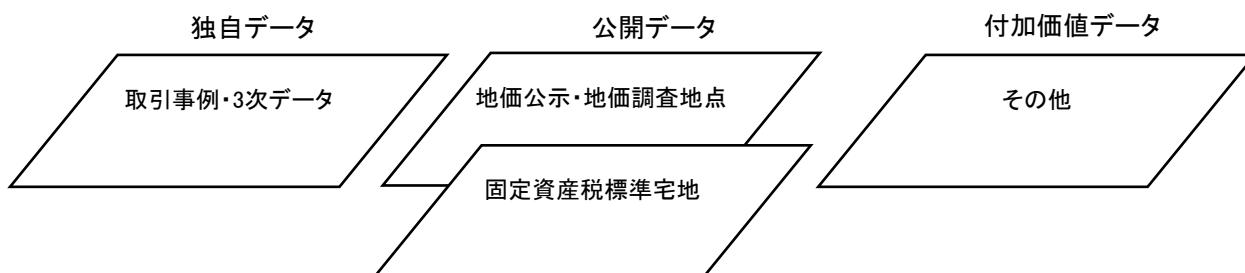 独自データ
公開データ
付加価値データ
取引事例・3次データ
地価公示・地価調査地点
その他
固定資産税標準宅地